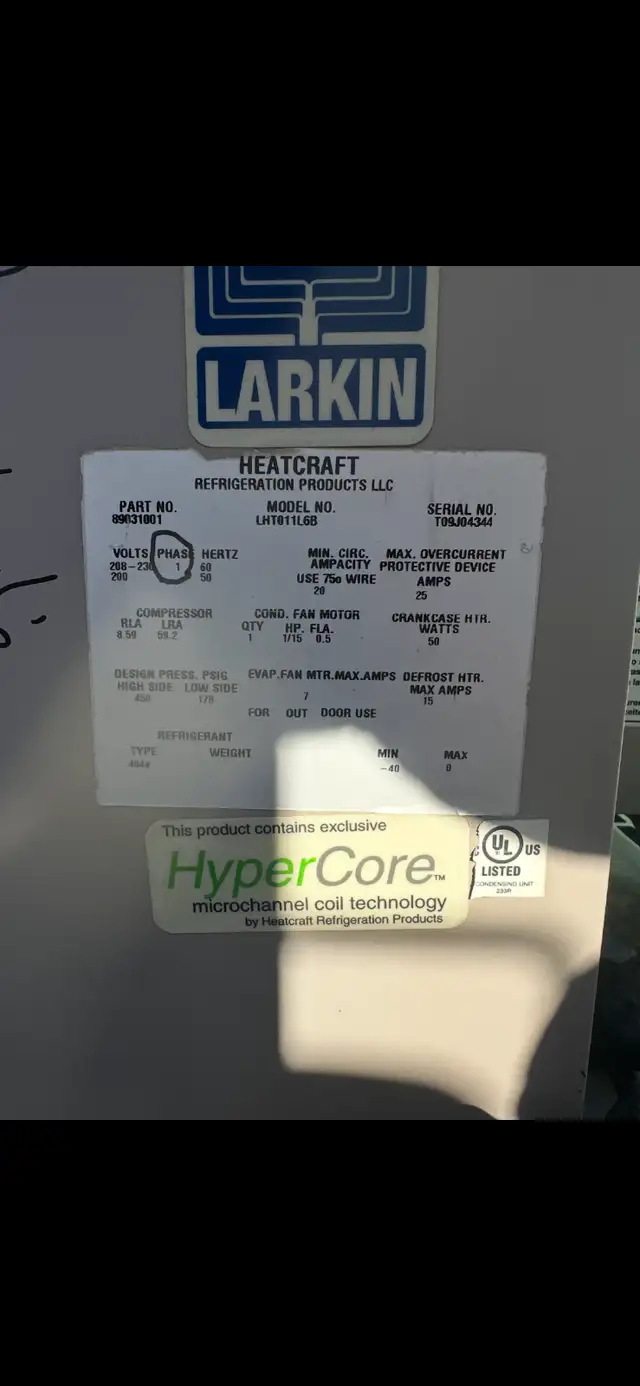 LARKIN
HEATCRAFT
REFRIGERATION PRODUCTS LLC
PART NO. MODEL NO. SERIAL NO.
89031001 LHT011L6B T09J04344
VOLTS PHASE HERTZ MIN. CIRC. MAX. OVERCURRENT
AMPACITY PROTECTIVE DEVICE
208-230 1 60 USE 75o WIRE AMPS
200 50 20 25
COMPRESSOR COND. FAN MOTOR CRANKCASE HTR.
RLA LRA QTY HP. FLA. WATTS
8.59 59.2 1 1/15 0.5 50
DESIGN PRESS. PSIG EVAP.FAN MTR.MAX.AMPS DEFROST HTR.
HIGH SIDE LOW SIDE MAX AMPS
450 7 15
FOR OUT DOOR USE
REFRIGERANT
TYPE WEIGHT MIN MAX
404a -40 0
This product contains exclusive
HyperCore™
microchannel coil technology
by Heatcraft Refrigeration Products
C UL US
LISTED
CONDENSING UNIT